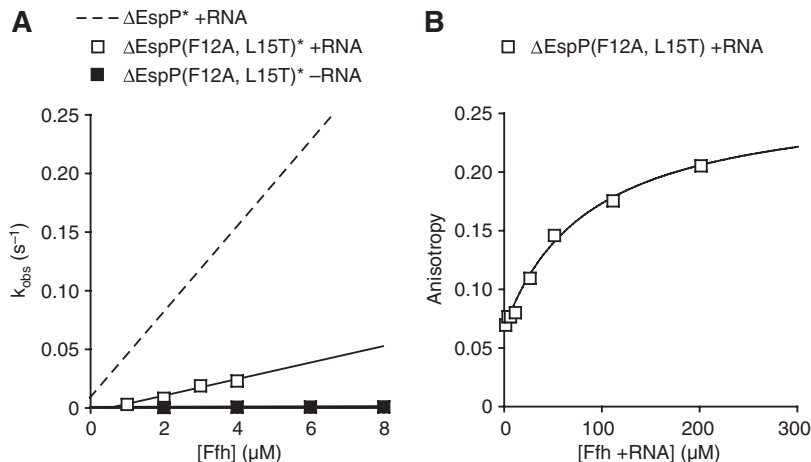 A
ΔEspP* +RNA
ΔEspP(F12A, L15T)* +RNA
ΔEspP(F12A, L15T)* –RNA
0.25
0.20
0.15
0.10
0.05
0
k_obs (s⁻¹)
0 2 4 6 8
[Ffh] (μM)
B
ΔEspP(F12A, L15T) +RNA
0.25
0.20
0.15
0.10
0.05
0
Anisotropy
0 100 200 300
[Ffh +RNA] (μM)